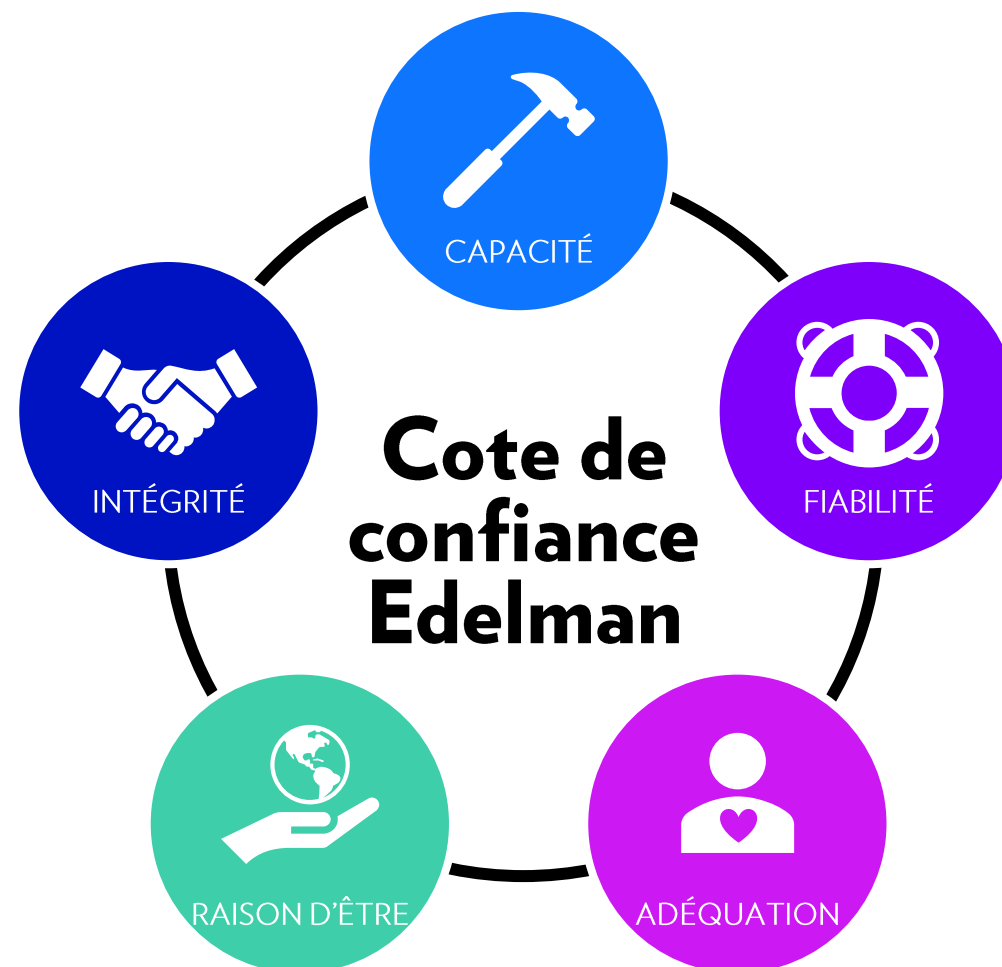 CAPACITÉ
INTÉGRITÉ
FIABILITÉ
Cote de
confiance
Edelman
RAISON D'ÊTRE
ADÉQUATION